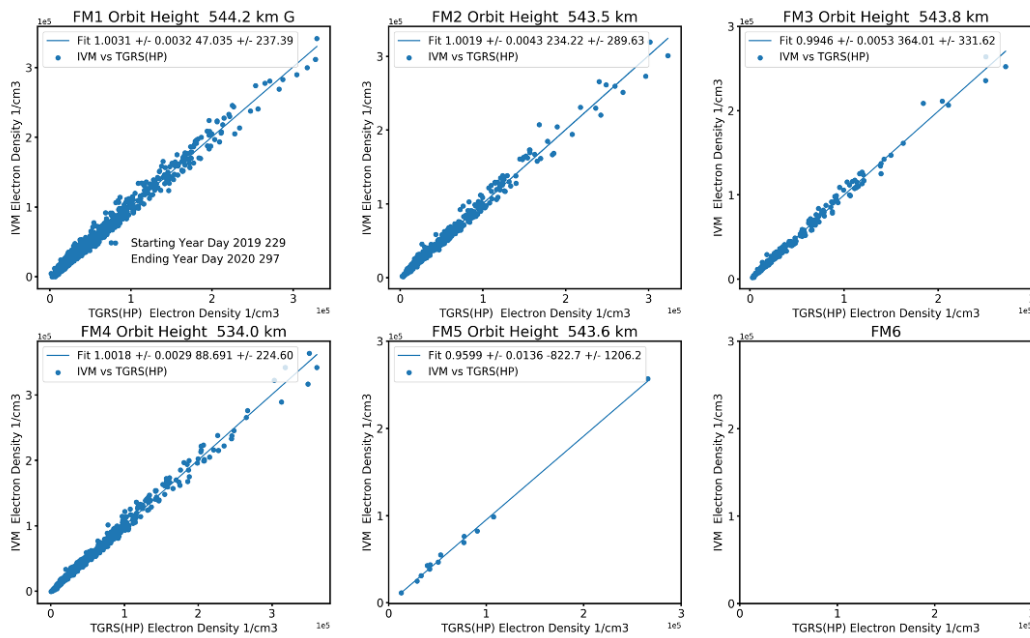 FM1 Orbit Height 544.2 km G
1e5
Fit 1.0031 +/- 0.0032 47.035 +/- 237.39
IVM vs TGRS(HP)
Starting Year Day 2019 229
Ending Year Day 2020 297
IVM Electron Density 1/cm3
3
2
1
0
0 1 2 3
TGRS(HP) Electron Density 1/cm3
1e5
FM2 Orbit Height 543.5 km
1e5
Fit 1.0019 +/- 0.0043 234.22 +/- 289.63
IVM vs TGRS(HP)
IVM Electron Density 1/cm3
3
2
1
0
0 1 2 3
TGRS(HP) Electron Density 1/cm3
1e5
FM3 Orbit Height 543.8 km
1e5
Fit 0.9946 +/- 0.0053 364.01 +/- 331.62
IVM vs TGRS(HP)
IVM Electron Density 1/cm3
3
2
1
0
0 1 2 3
TGRS(HP) Electron Density 1/cm3
1e5
FM4 Orbit Height 534.0 km
1e5
Fit 1.0018 +/- 0.0029 88.691 +/- 224.60
IVM vs TGRS(HP)
IVM Electron Density 1/cm3
3
2
1
0
0 1 2 3
TGRS(HP) Electron Density 1/cm3
1e5
FM5 Orbit Height 543.6 km
1e5
Fit 0.9599 +/- 0.0136 -822.7 +/- 1206.2
IVM vs TGRS(HP)
IVM Electron Density 1/cm3
3
2
1
0
0 1 2 3
TGRS(HP) Electron Density 1/cm3
1e5
FM6
1e5
IVM Electron Density 1/cm3
3
2
1
0
0 1 2 3
TGRS(HP) Electron Density 1/cm3
1e5